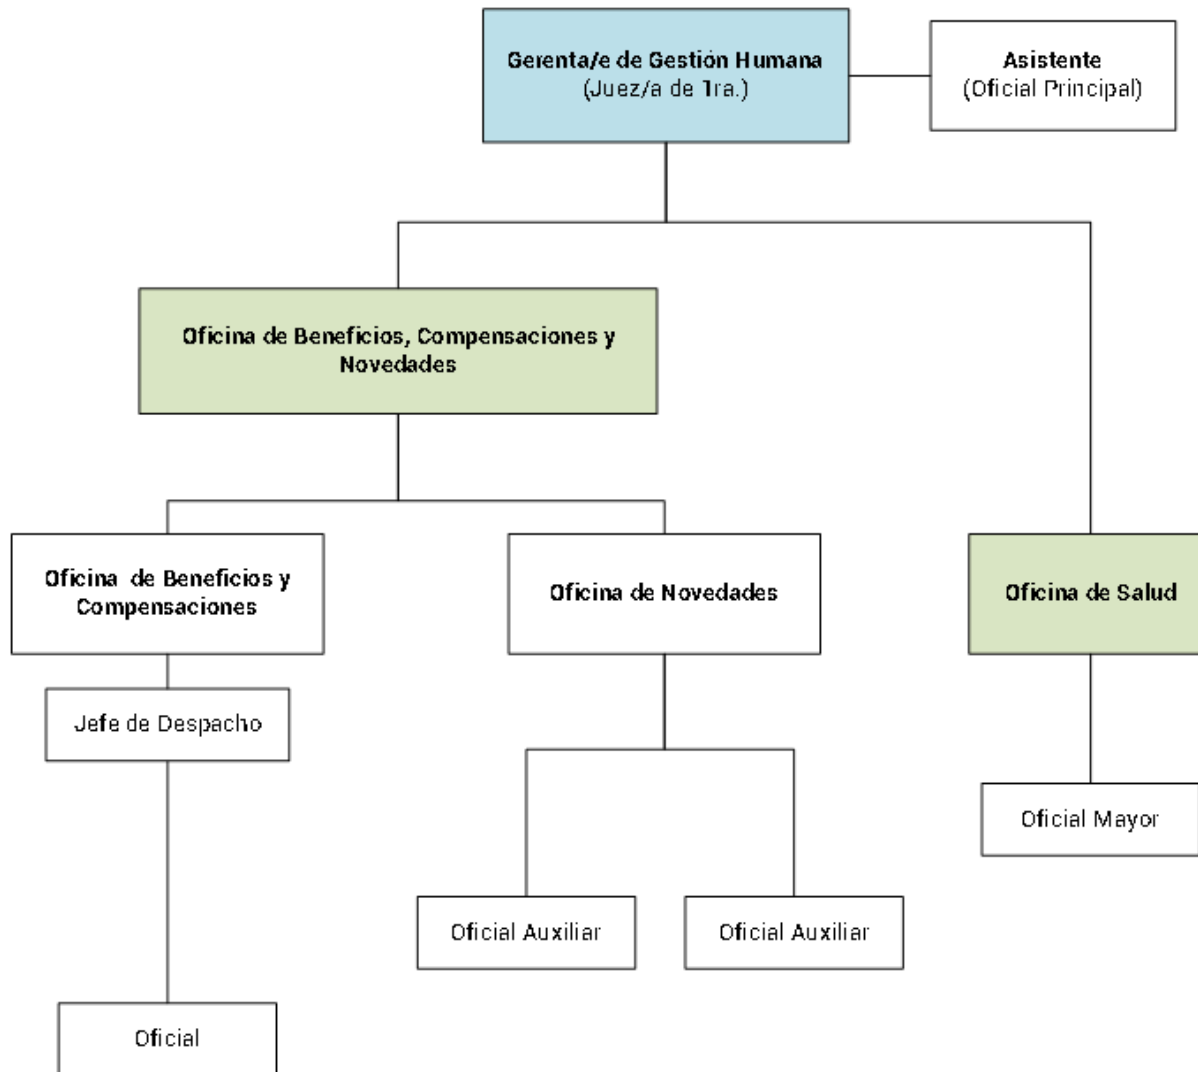 Gerenta/e de Gestión Humana
(Juez/a de 1ra.)
Asistente
(Oficial Principal)
Oficina de Beneficios, Compensaciones y
Novedades
Oficina de Beneficios y
Compensaciones
Oficina de Novedades
Oficina de Salud
Jefe de Despacho
Oficial Mayor
Oficial Auxiliar
Oficial Auxiliar
Oficial